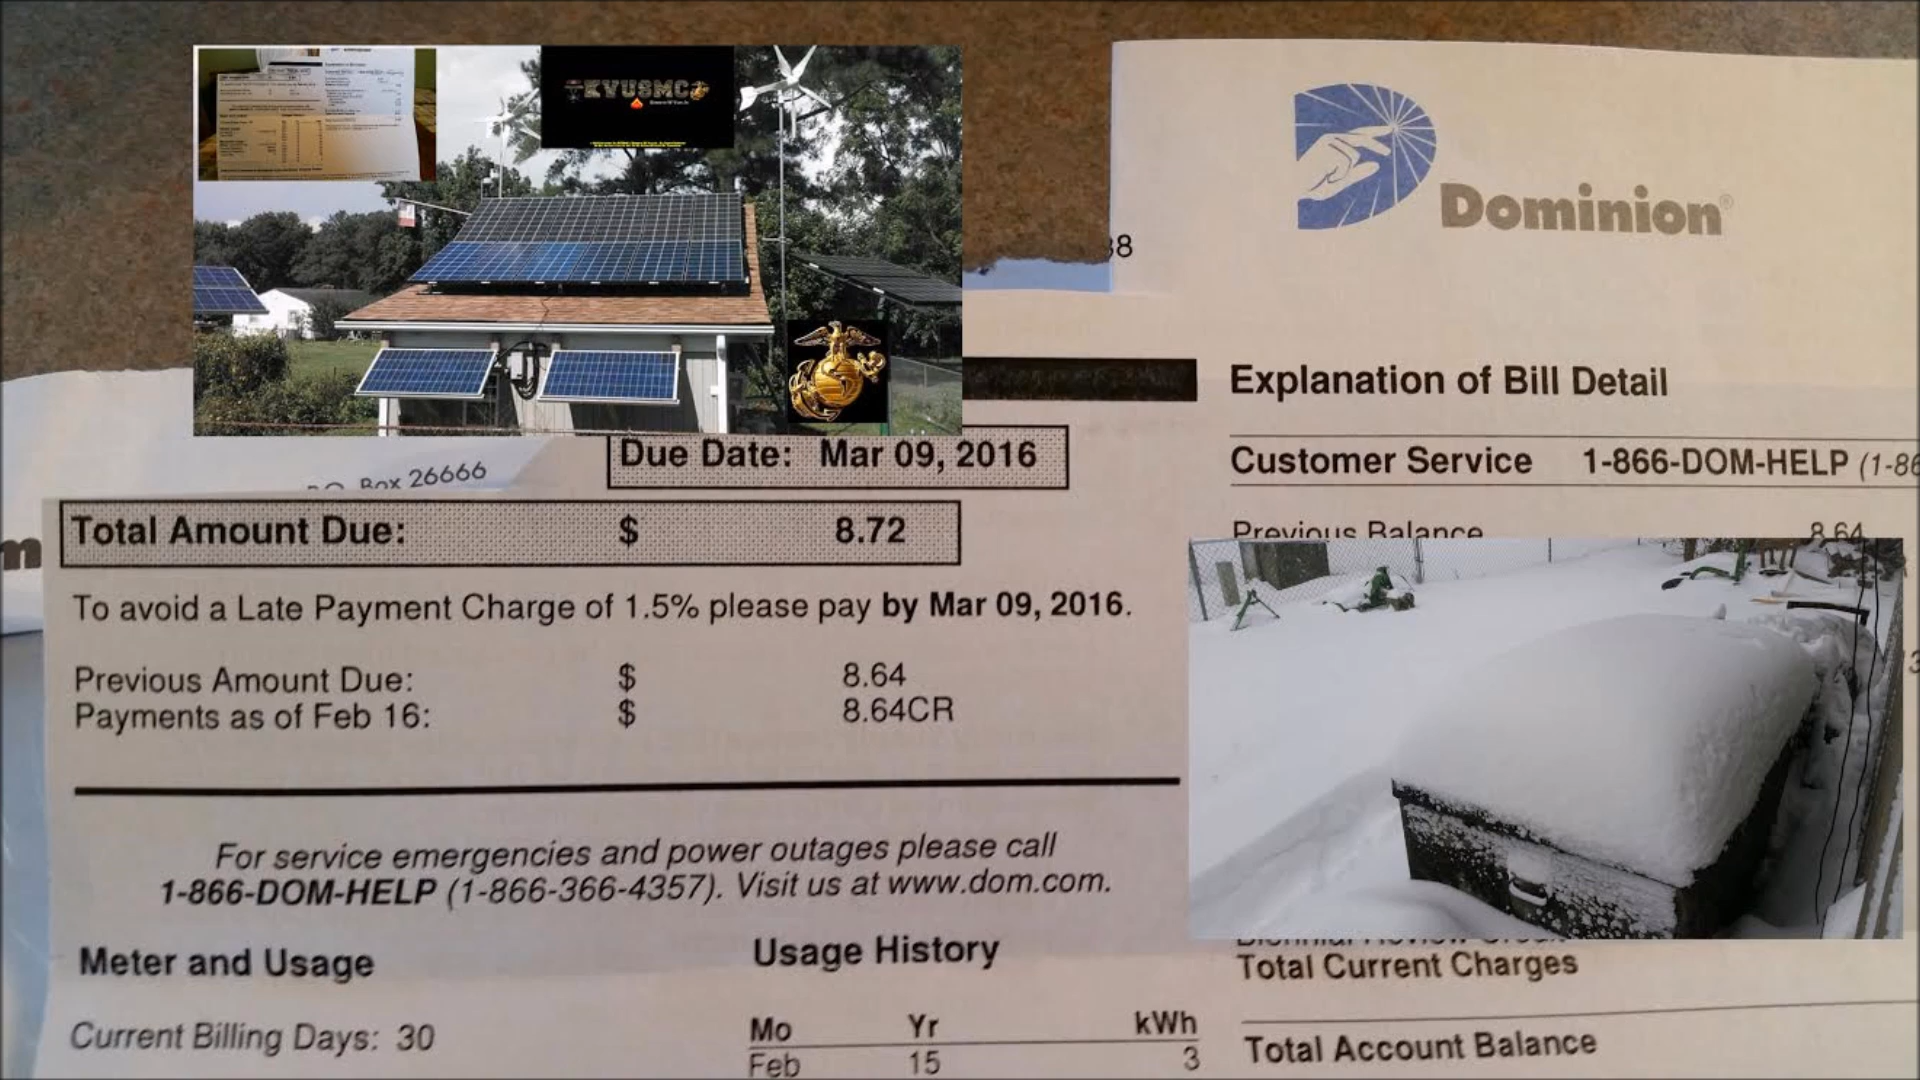 KVUSMC
38
Dominion®
Explanation of Bill Detail
Due Date: Mar 09, 2016
Customer Service 1-866-DOM-HELP (1-86
P.O. Box 26666
Total Amount Due: $ 8.72
Previous Balance 8.64
To avoid a Late Payment Charge of 1.5% please pay by Mar 09, 2016.
Previous Amount Due: $ 8.64
Payments as of Feb 16: $ 8.64CR
For service emergencies and power outages please call
1-866-DOM-HELP (1-866-366-4357). Visit us at www.dom.com.
Meter and Usage
Usage History
Total Current Charges
Current Billing Days: 30
Mo Yr kWh
Feb 15 3
Total Account Balance